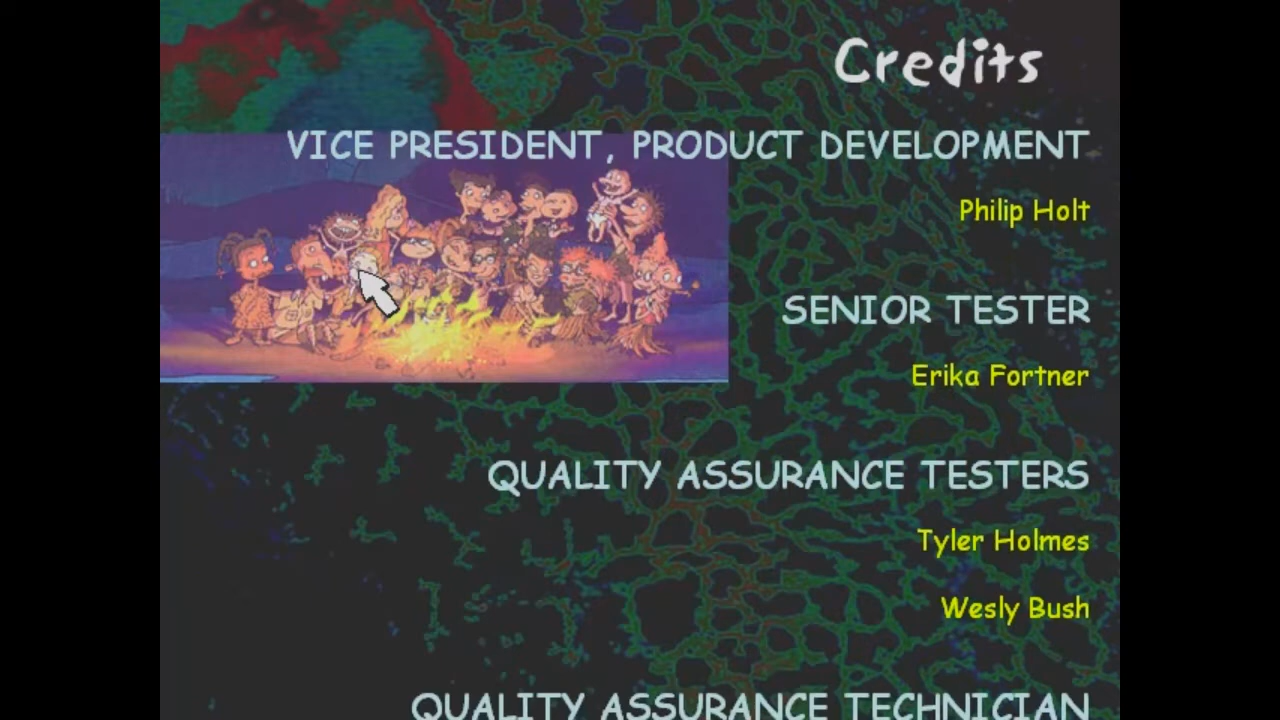 Credits
VICE PRESIDENT, PRODUCT DEVELOPMENT
Philip Holt
SENIOR TESTER
Erika Fortner
QUALITY ASSURANCE TESTERS
Tyler Holmes
Wesly Bush
QUALITY ASSURANCE TECHNICIAN